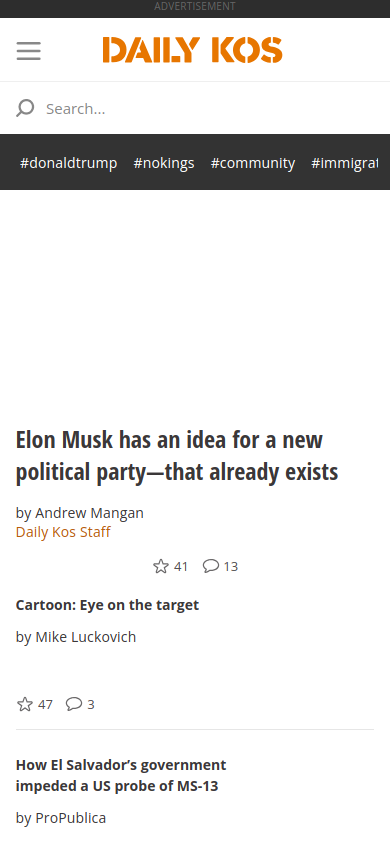 ADVERTISEMENT
DAILY KOS
Search...
#donaldtrump #nokings #community #immigrat
Elon Musk has an idea for a new
political party—that already exists
by Andrew Mangan
Daily Kos Staff
41 13
Cartoon: Eye on the target
by Mike Luckovich
47 3
How El Salvador’s government
impeded a US probe of MS-13
by ProPublica